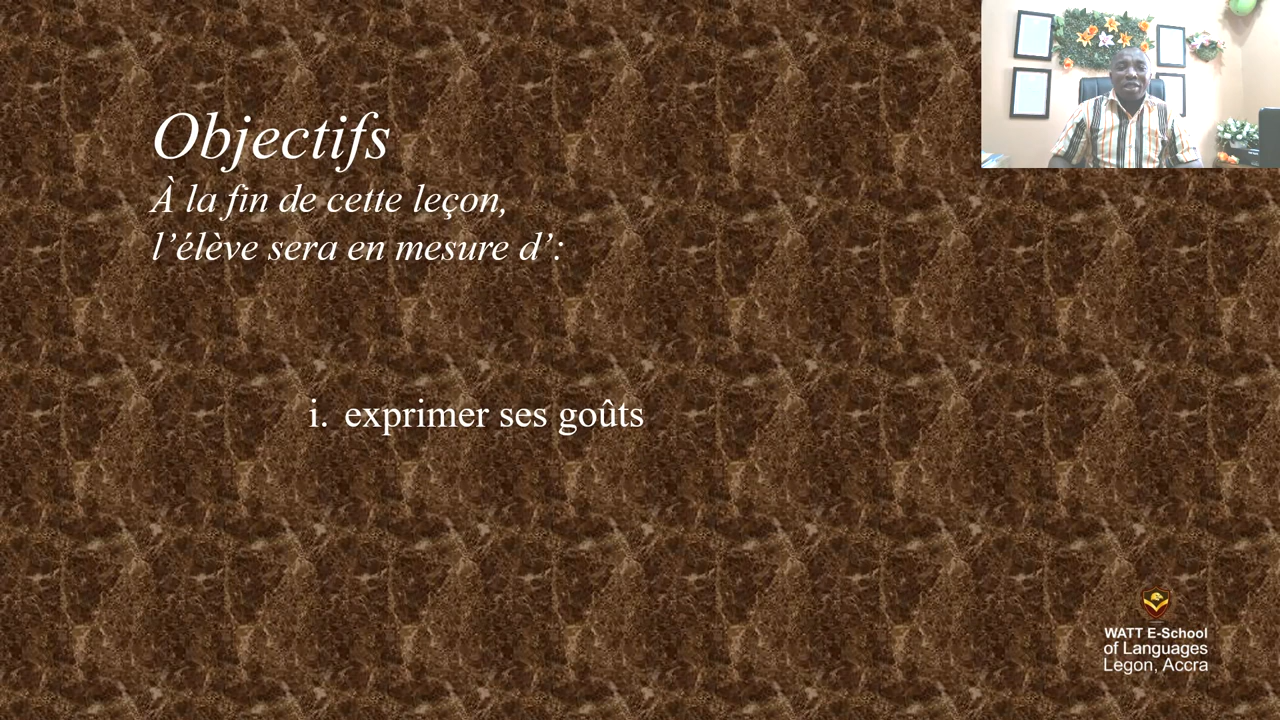 Objectifs
À la fin de cette leçon,
l’élève sera en mesure d’:
i. exprimer ses goûts
WATT E-School
of Languages
Legon, Accra